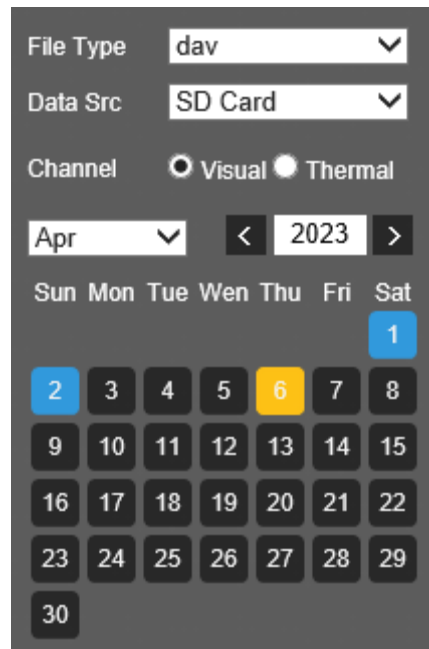 File Type dav
Data Src SD Card
Channel Visual Thermal
Apr < 2023 >
Sun Mon Tue Wen Thu Fri Sat
1
2 3 4 5 6 7 8
9 10 11 12 13 14 15
16 17 18 19 20 21 22
23 24 25 26 27 28 29
30